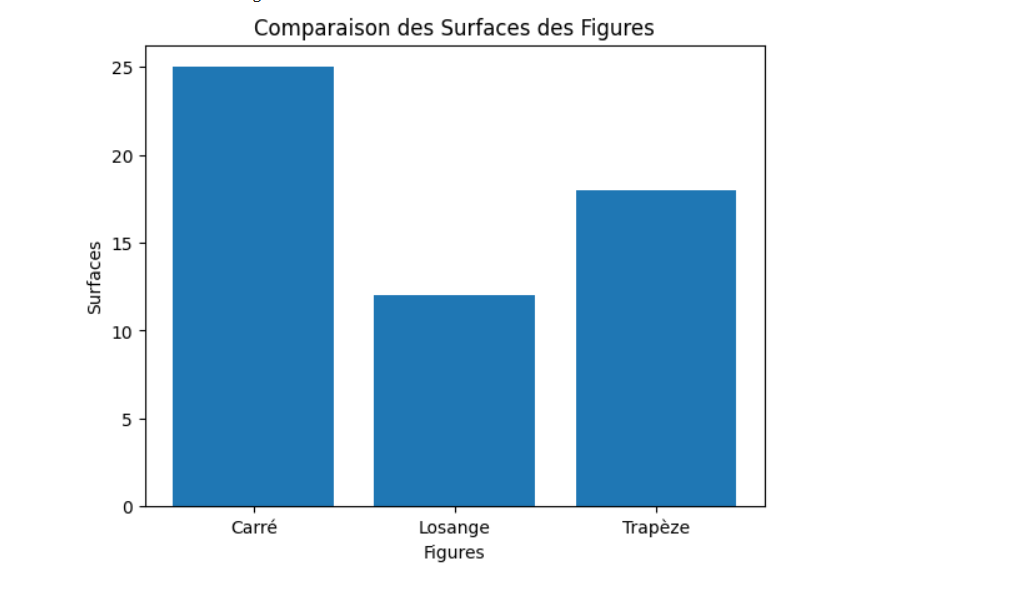 Comparaison des Surfaces des Figures
25
20
15
10
5
0
Surfaces
Carré
Losange
Trapèze
Figures